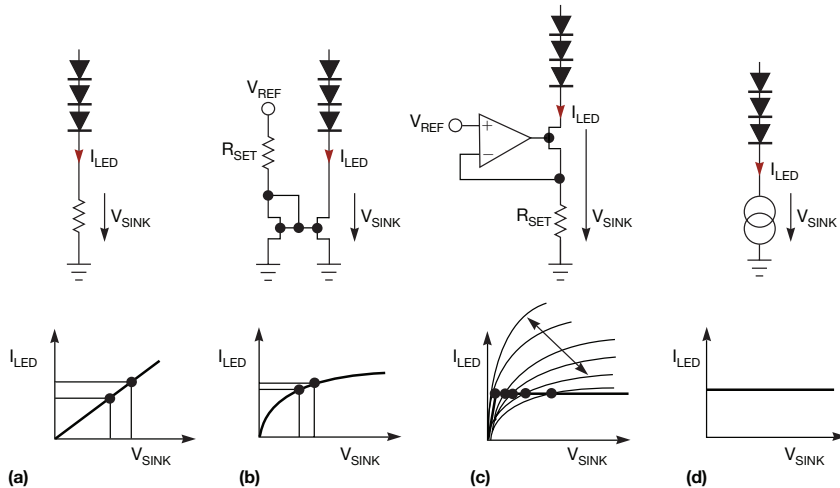 I_LED
V_SINK
V_REF
R_SET
I_LED
V_SINK
V_REF
+
−
I_LED
V_SINK
R_SET
I_LED
V_SINK
I_LED
V_SINK
(a)
I_LED
V_SINK
(b)
I_LED
V_SINK
(c)
I_LED
V_SINK
(d)